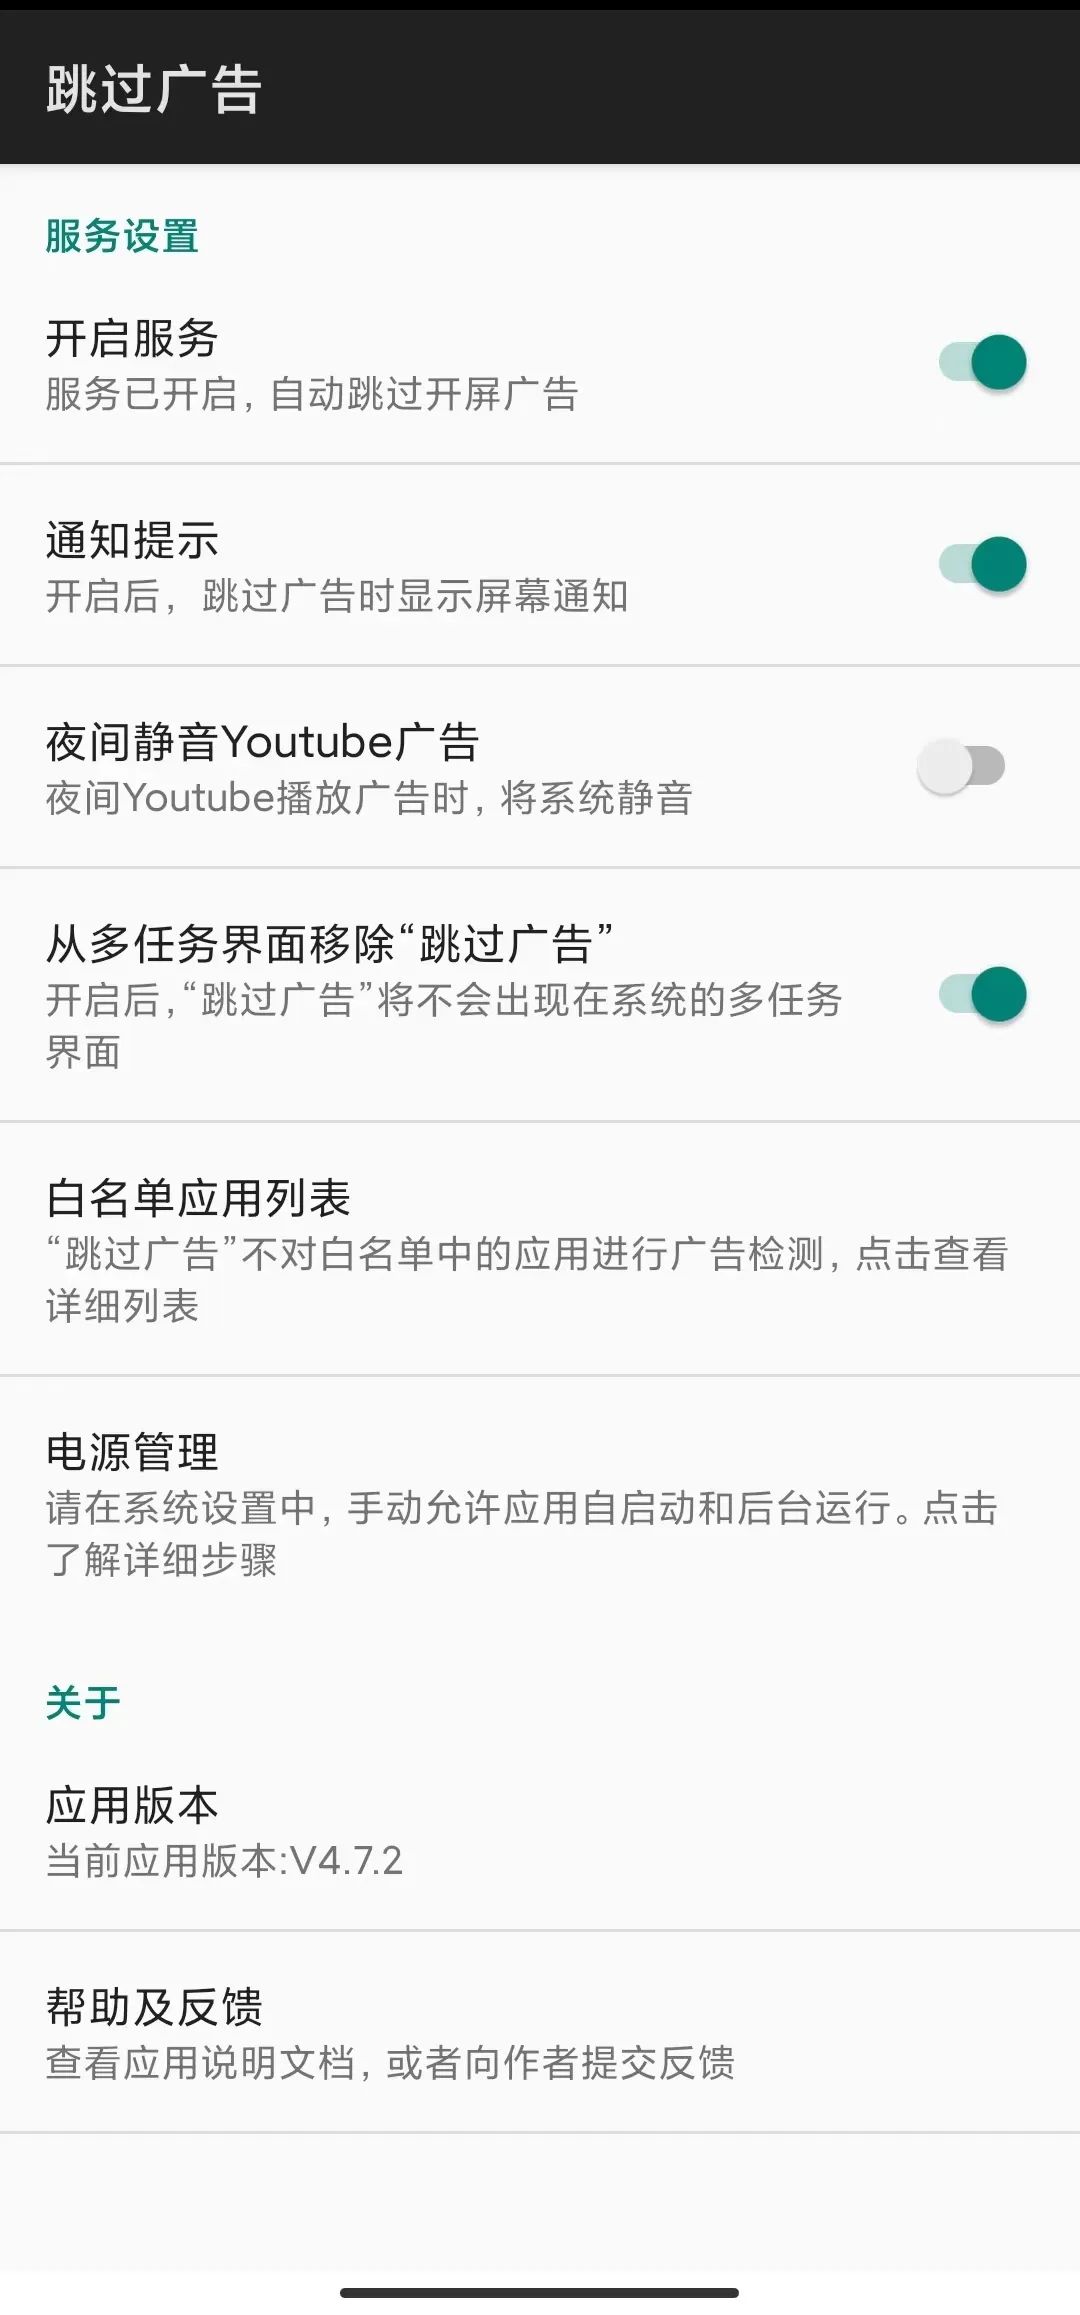 跳过广告
服务设置
开启服务
服务已开启, 自动跳过开屏广告
通知提示
开启后，跳过广告时显示屏幕通知
夜间静音Youtube广告
夜间Youtube播放广告时, 将系统静音
从多任务界面移除“跳过广告”
开启后,“跳过广告”将不会出现在系统的多任务
界面
白名单应用列表
“跳过广告”不对白名单中的应用进行广告检测, 点击查看
详细列表
电源管理
请在系统设置中, 手动允许应用自启动和后台运行。点击
了解详细步骤
关于
应用版本
当前应用版本:V4.7.2
帮助及反馈
查看应用说明文档, 或者向作者提交反馈